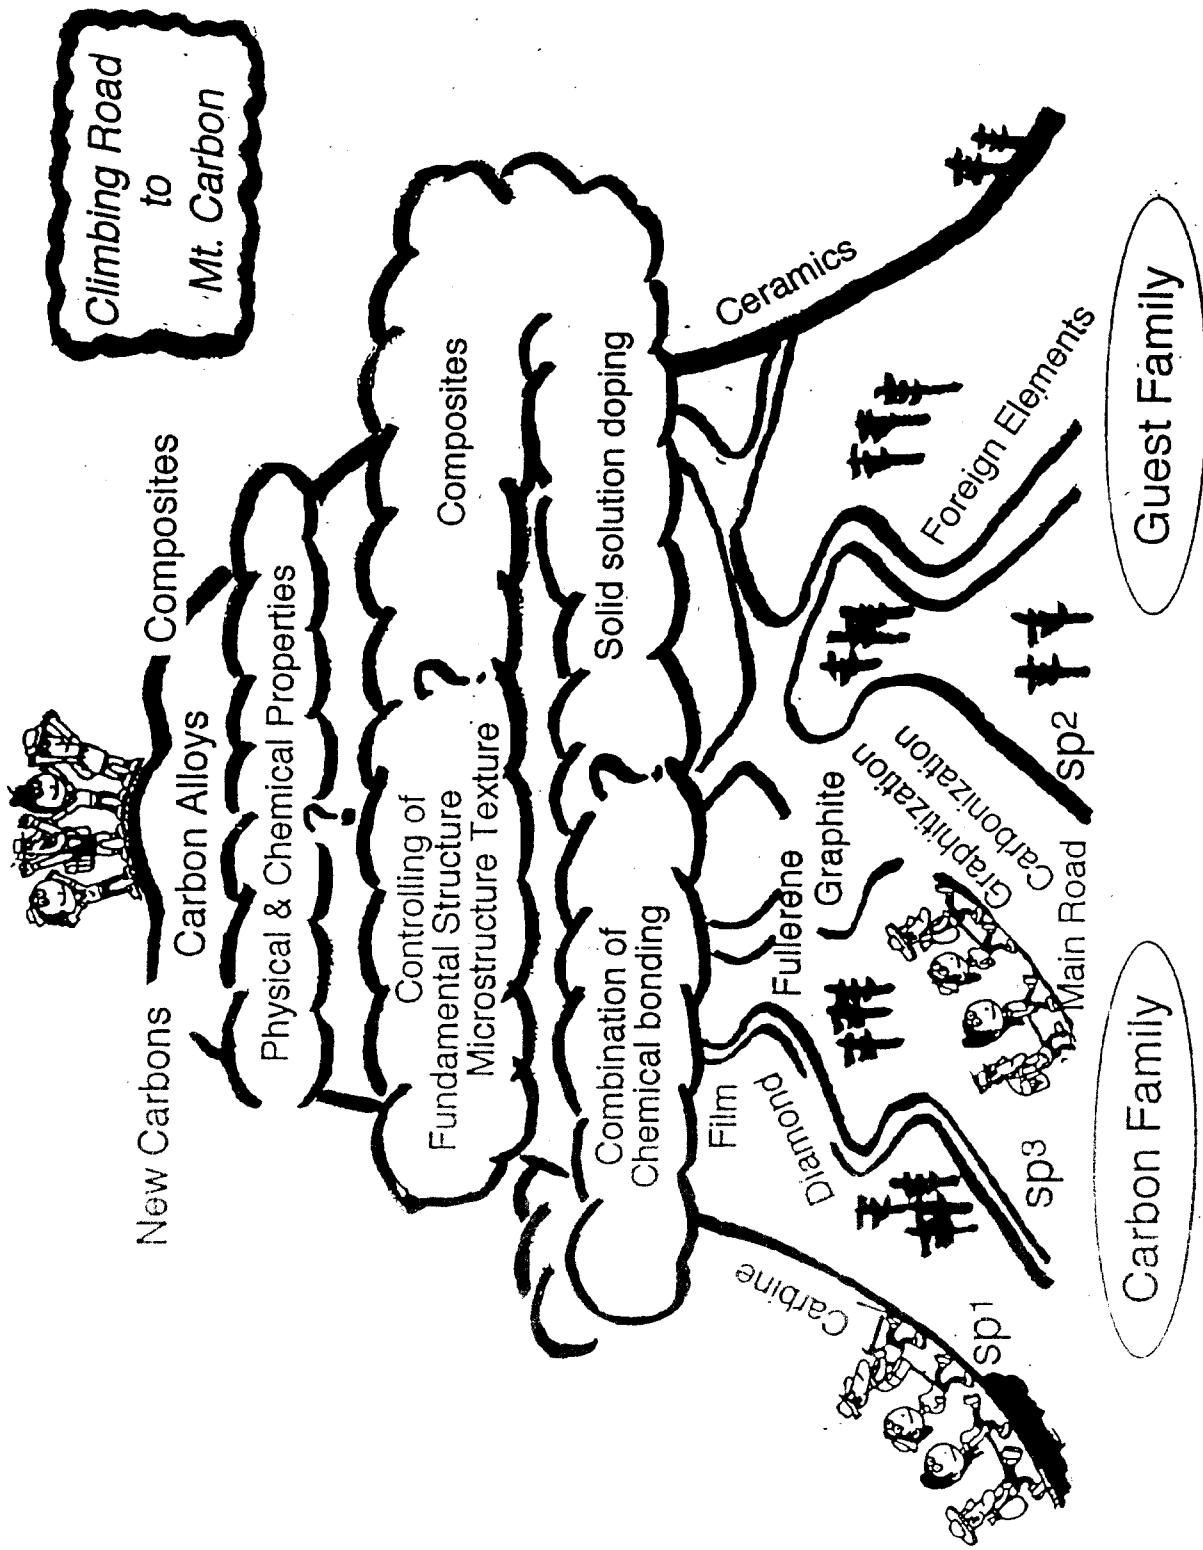 Climbing Road
to
Mt. Carbon
New Carbons
Carbon Alloys
Composites
Physical & Chemical Properties
?
Controlling of
Fundamental Structure
Microstructure Texture
?
Composites
Combination of
Chemical bonding
?
Solid solution doping
Carbine
Film
Diamond
Fullerene
Graphite
Graphitization
Carbonization
Main Road
Ceramics
Foreign Elements
sp1
sp3
sp2
Carbon Family
Guest Family